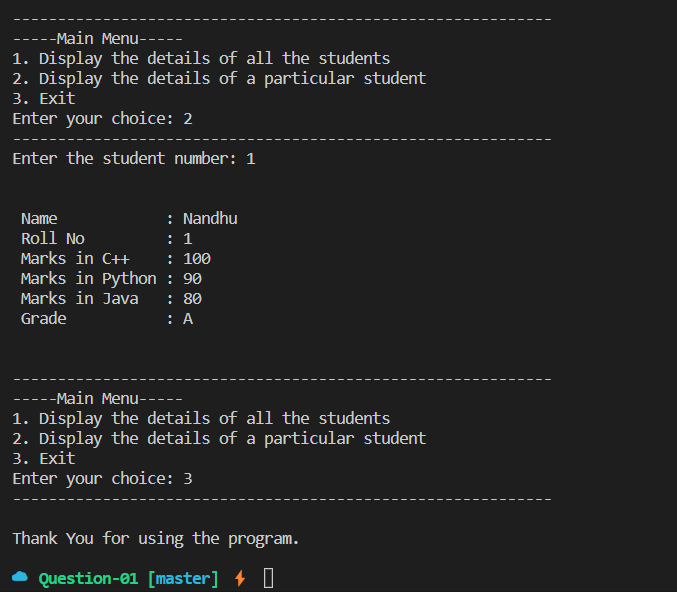 ------------------------------------------------------------
-----Main Menu-----
1. Display the details of all the students
2. Display the details of a particular student
3. Exit
Enter your choice: 2
------------------------------------------------------------
Enter the student number: 1
Name            : Nandhu
Roll No         : 1
Marks in C++    : 100
Marks in Python : 90
Marks in Java   : 80
Grade           : A
------------------------------------------------------------
-----Main Menu-----
1. Display the details of all the students
2. Display the details of a particular student
3. Exit
Enter your choice: 3
------------------------------------------------------------
Thank You for using the program.
Question-01 [master]